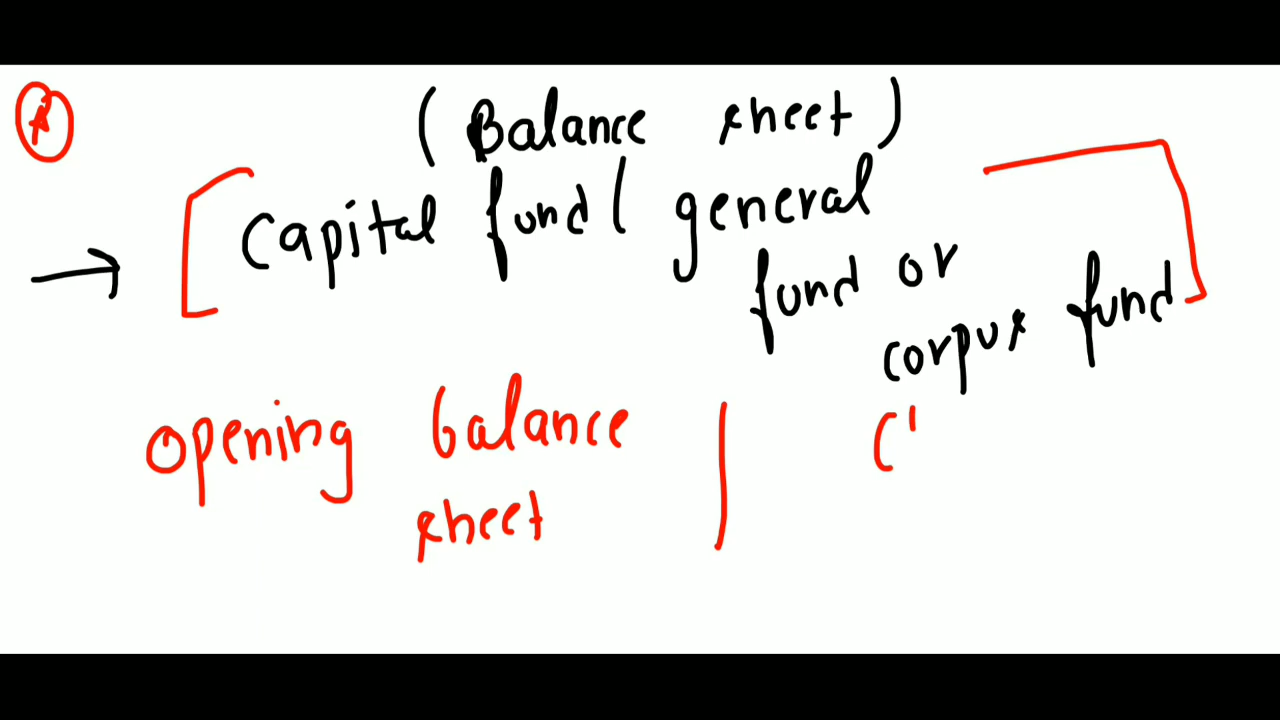 (Balance sheet)
Capital fund/ general
fund or
corpus fund
opening balance
sheet